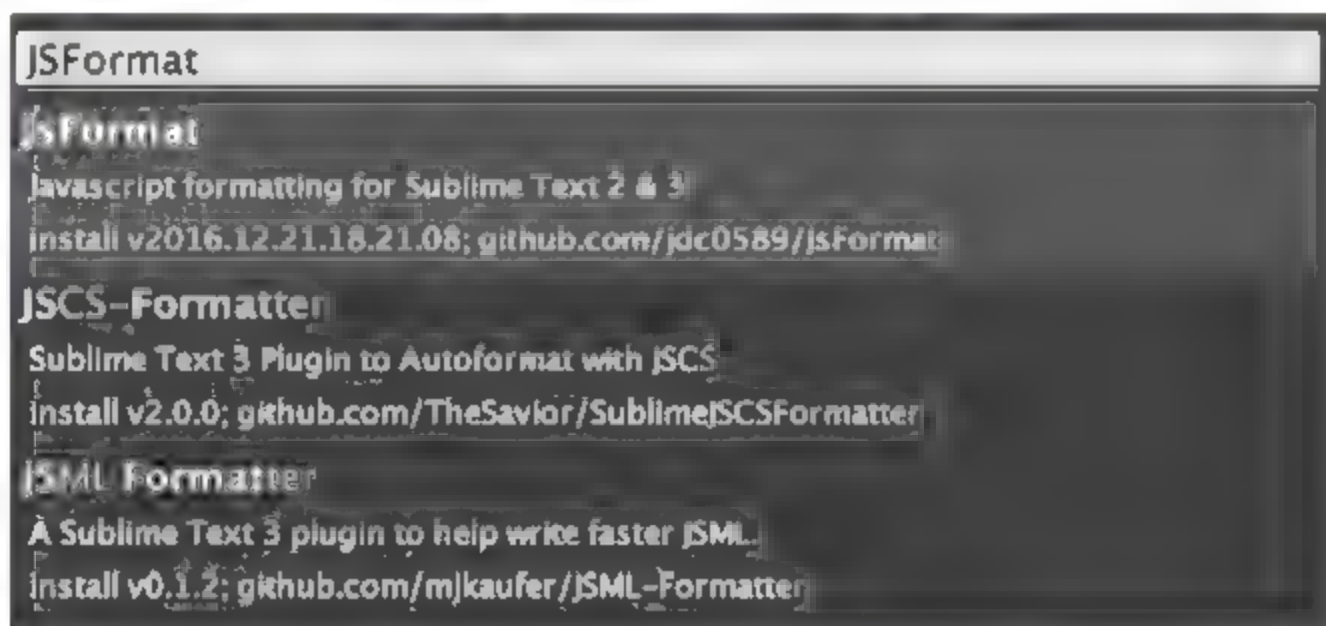 JSFormat
JsFormat
Javascript formatting for Sublime Text 2 & 3
install v2016.12.21.18.21.08; github.com/jdc0589/JsFormat
JSCS-Formatter
Sublime Text 3 Plugin to Autoformat with JSCS
install v2.0.0; github.com/TheSavior/SublimeJSCSFormatter
JSML Formatter
A Sublime Text 3 plugin to help write faster JSML.
install v0.1.2; github.com/mjkaufer/JSML-Formatter